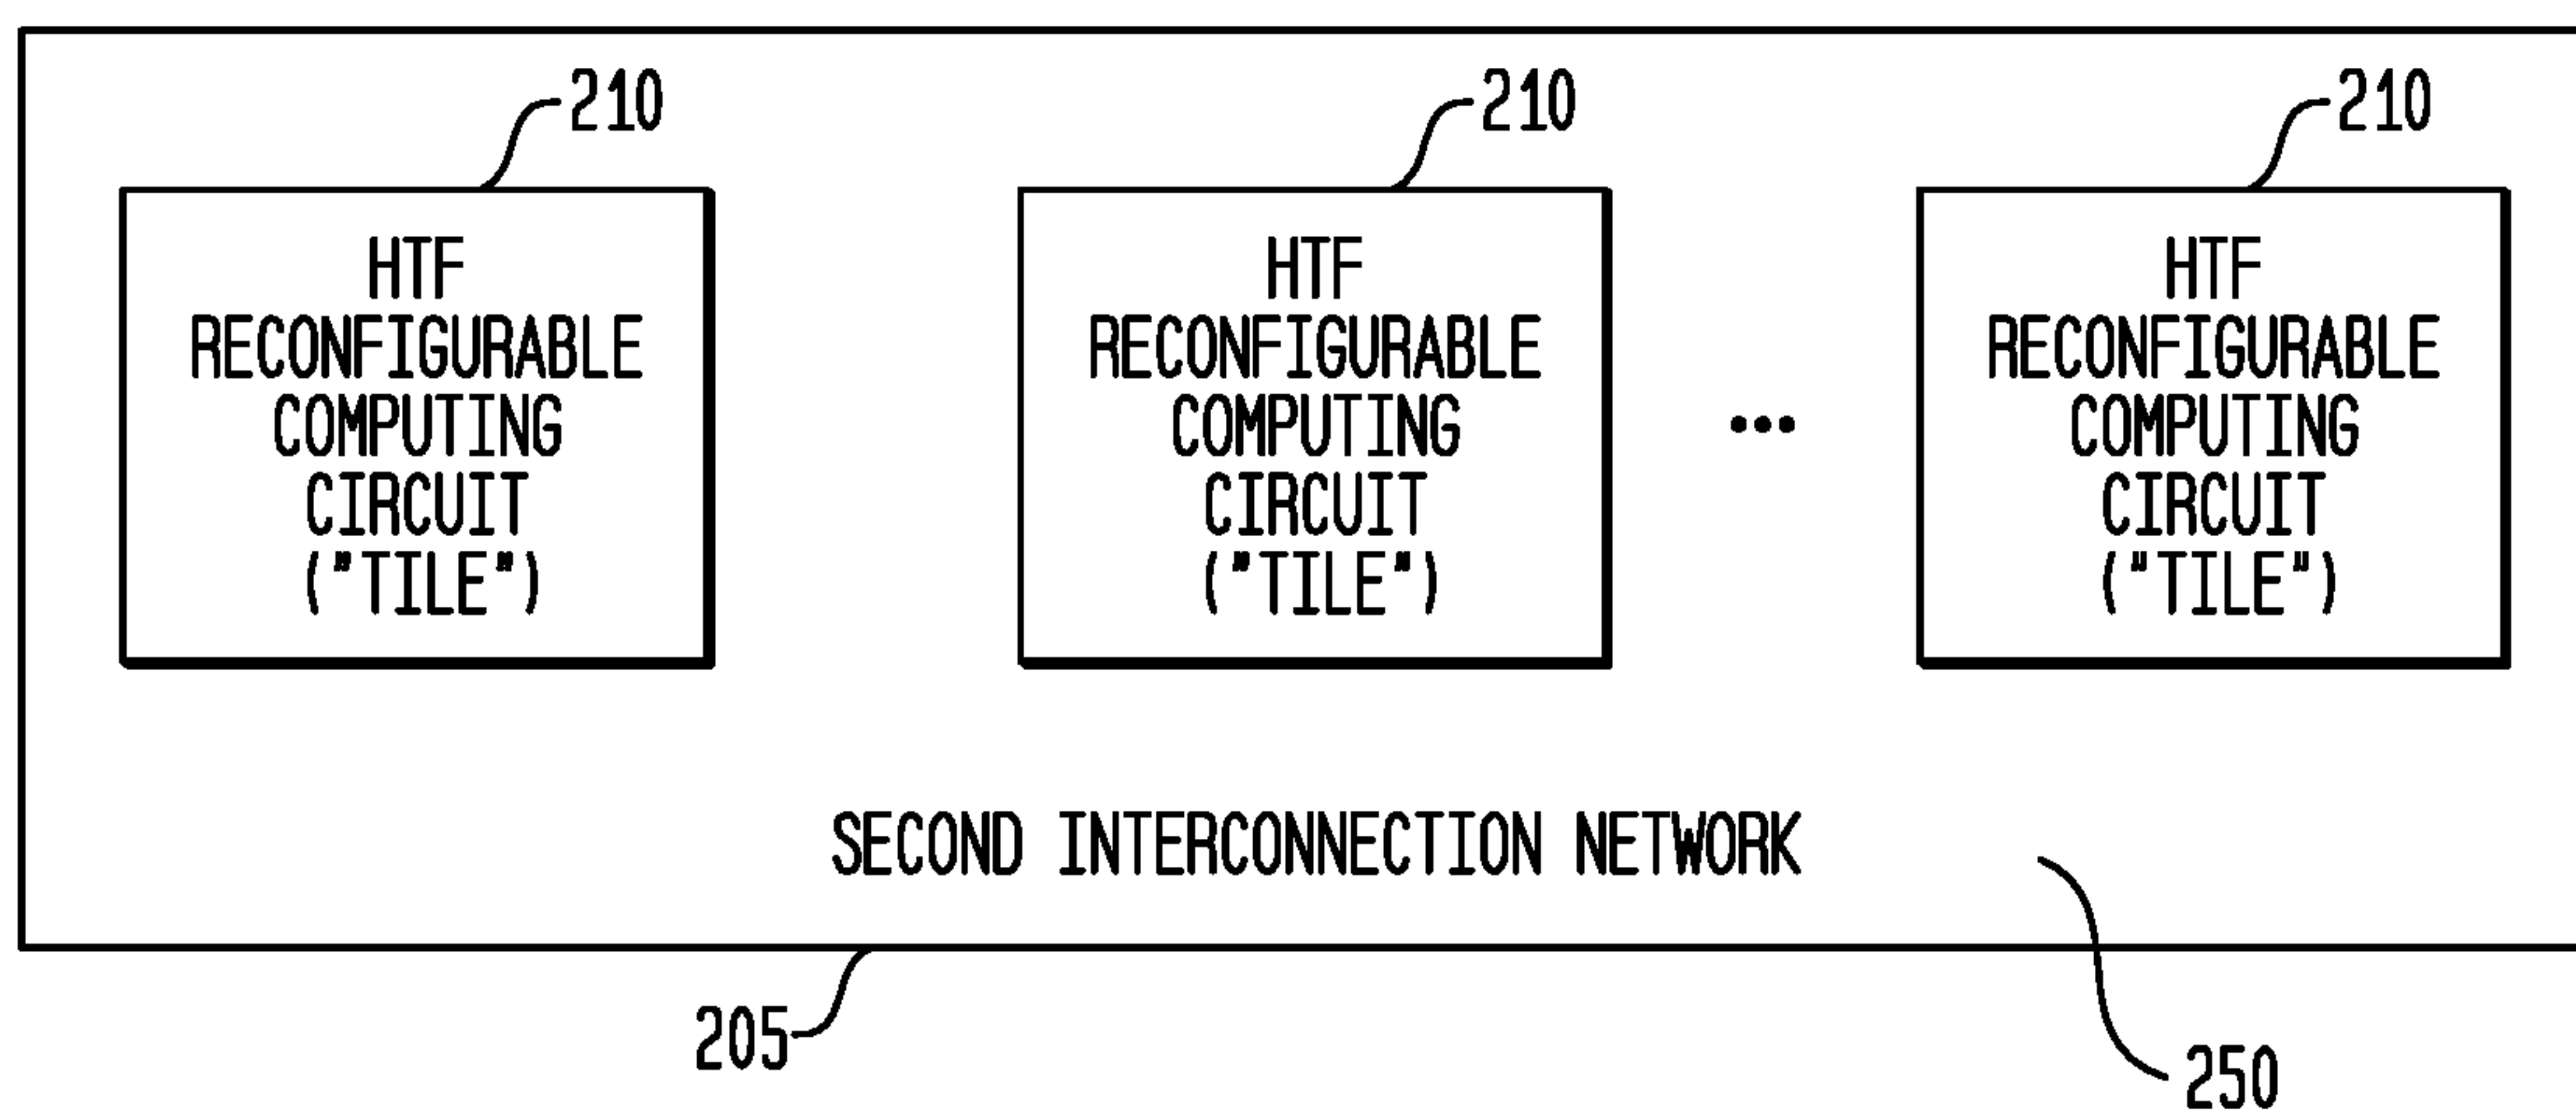 210
210
210
HTF
RECONFIGURABLE
COMPUTING
CIRCUIT
("TILE")
HTF
RECONFIGURABLE
COMPUTING
CIRCUIT
("TILE")
...
HTF
RECONFIGURABLE
COMPUTING
CIRCUIT
("TILE")
SECOND INTERCONNECTION NETWORK
205
250